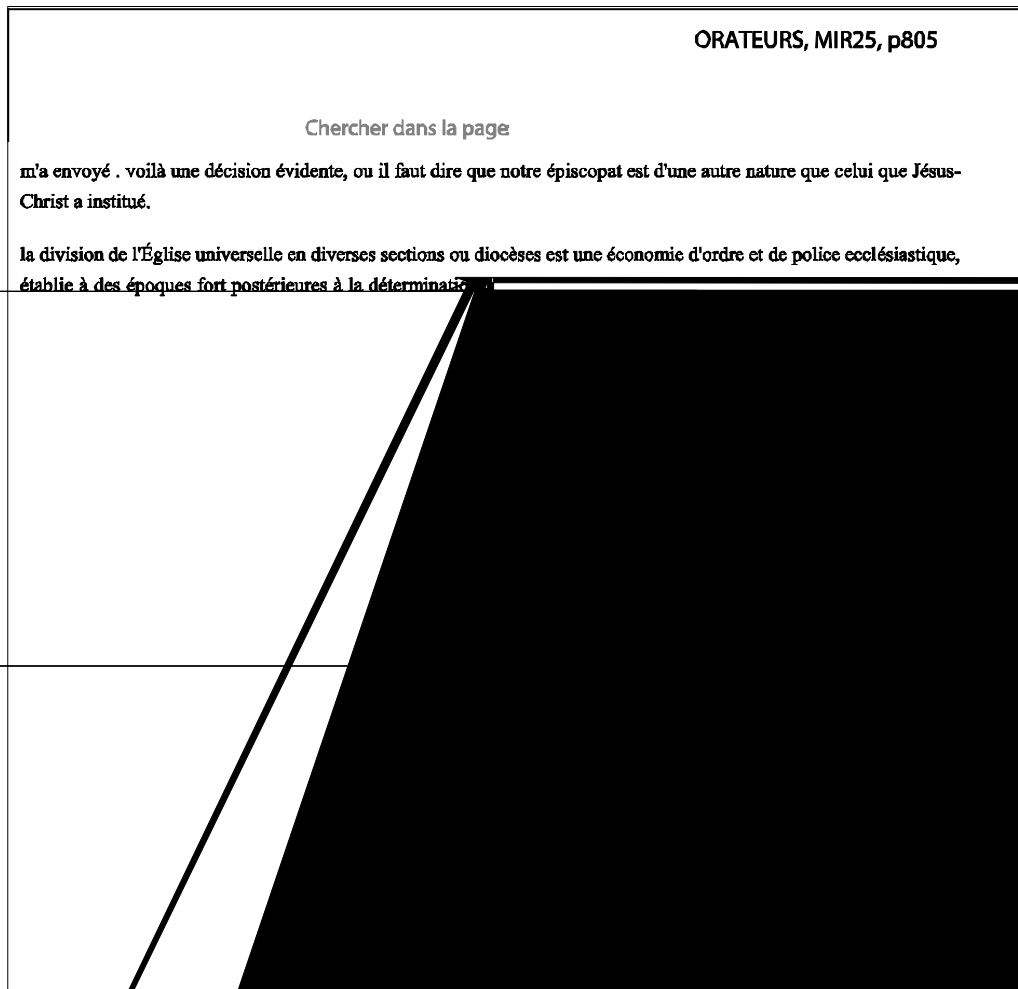 ORATEURS, MIR25, p805
Chercher dans la page
m'a envoyé . voilà une décision évidente, ou il faut dire que notre épiscopat est d'une autre nature que celui que Jésus-
Christ a institué.
la division de l'Église universelle en diverses sections ou diocèses est une économie d'ordre et de police ecclésiastique,
établie à des époques fort postérieures à la